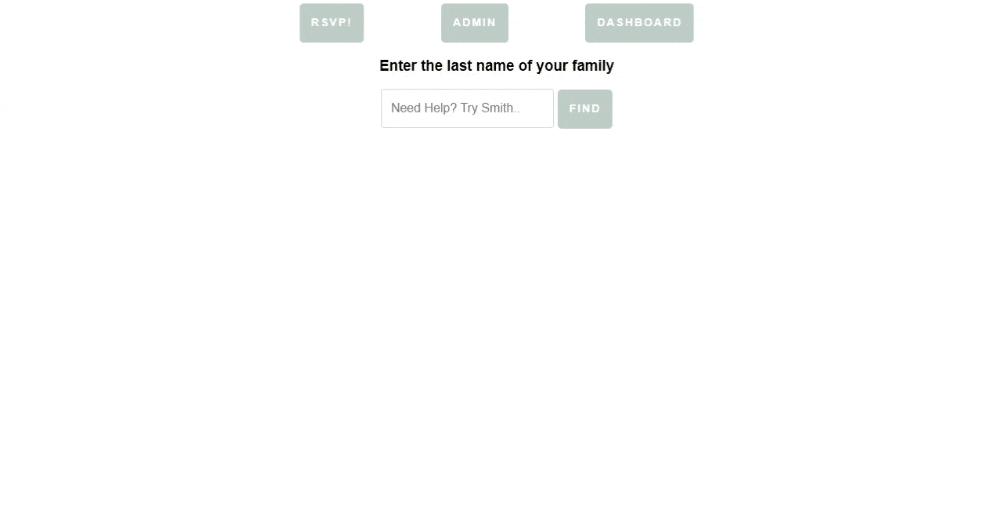 RSVP! ADMIN DASHBOARD
Enter the last name of your family
Need Help? Try Smith.. FIND